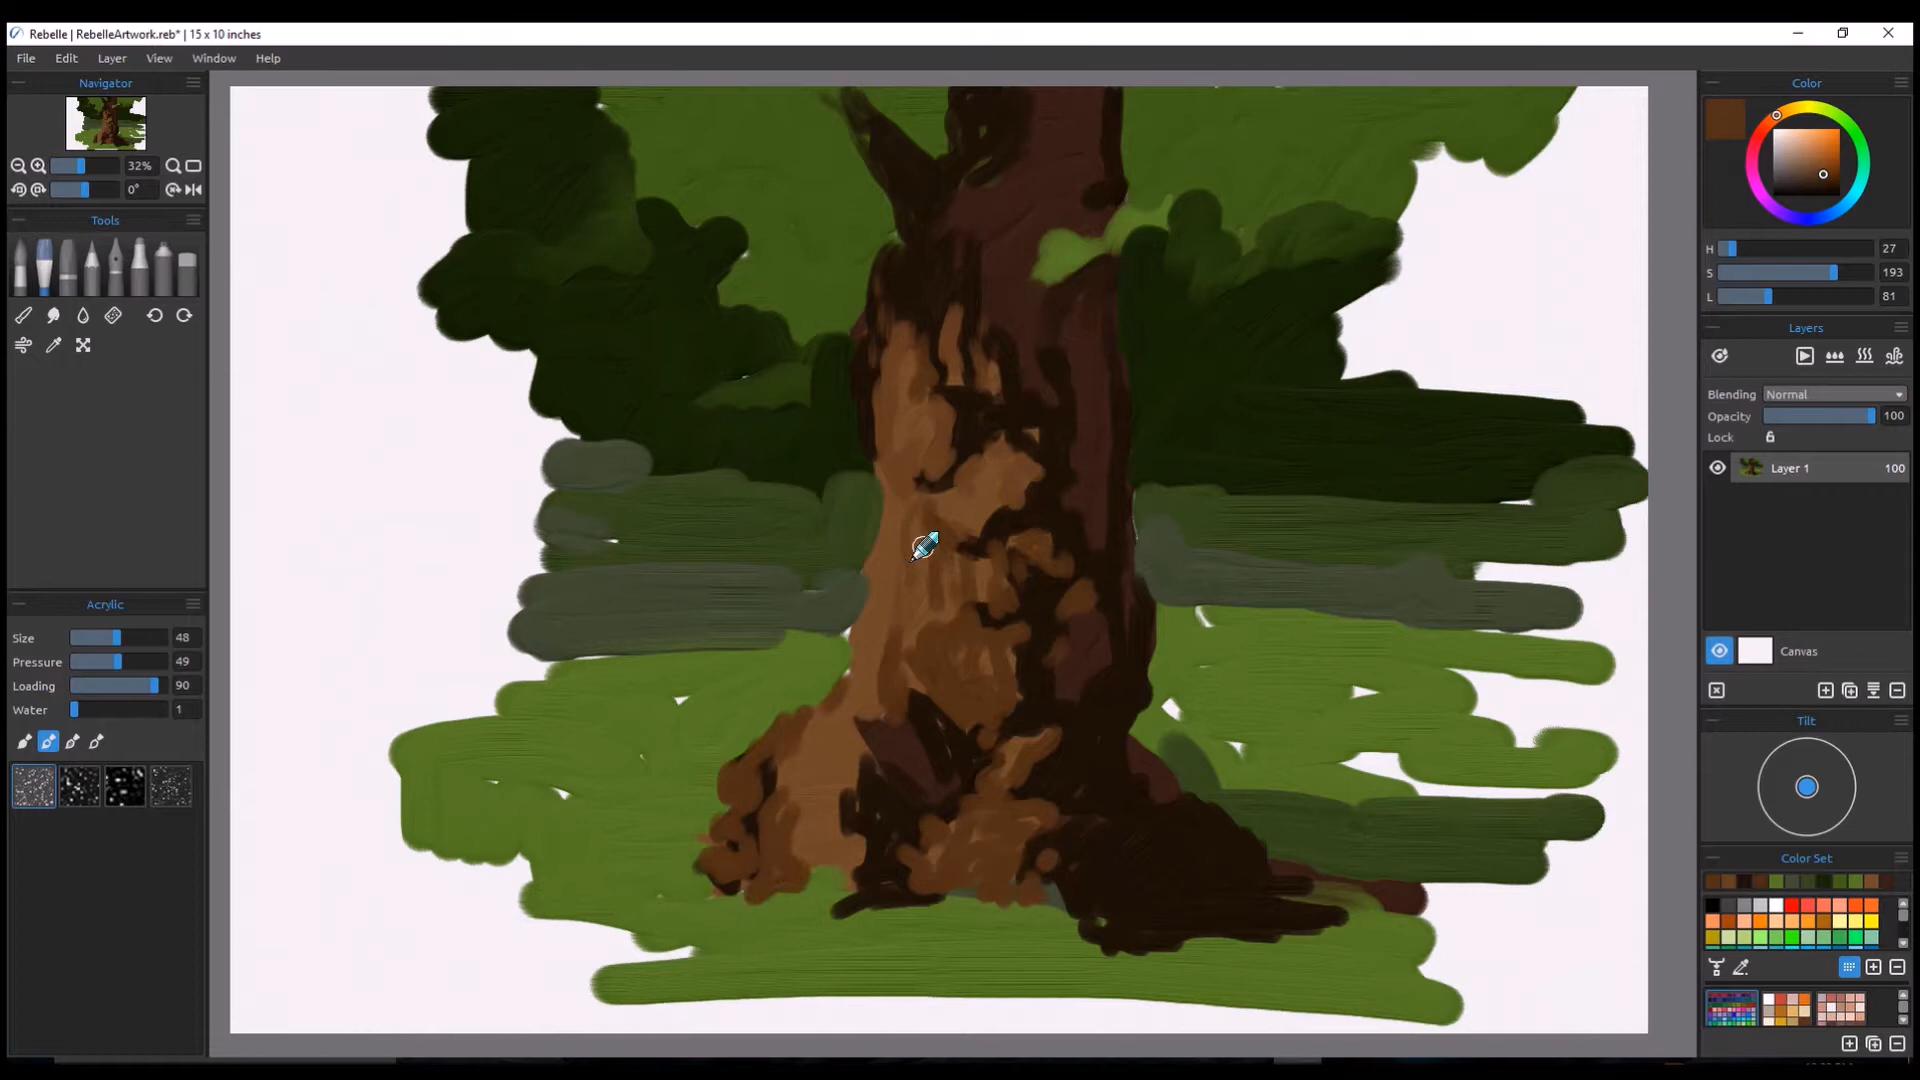 Rebelle | RebelleArtwork.reb* | 15 x 10 inches
File Edit Layer View Window Help
Navigator
32%
0°
Tools
Acrylic
Size 48
Pressure 49
Loading 90
Water 1
Color
H 27
S 193
L 81
Layers
Blending Normal
Opacity 100
Lock
Layer 1 100
Canvas
Tilt
Color Set